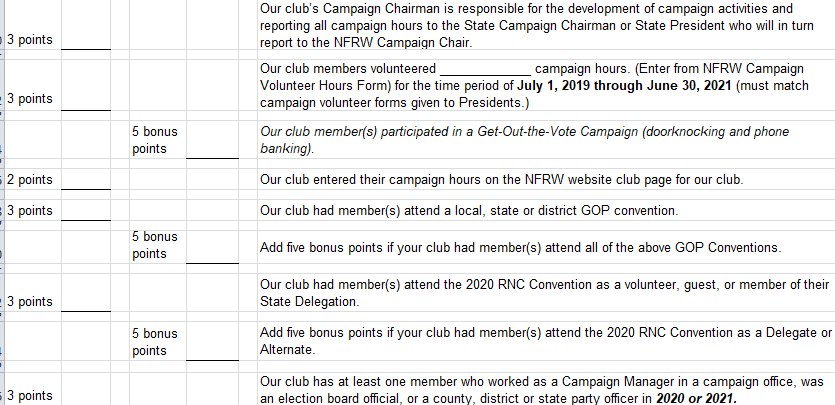 Our club's Campaign Chairman is responsible for the development of campaign activities and
reporting all campaign hours to the State Campaign Chairman or State President who will in turn
3 points report to the NFRW Campaign Chair.
Our club members volunteered ______________ campaign hours. (Enter from NFRW Campaign
Volunteer Hours Form) for the time period of July 1, 2019 through June 30, 2021 (must match
3 points campaign volunteer forms given to Presidents.)
5 bonus Our club member(s) participated in a Get-Out-the-Vote Campaign (doorknocking and phone
points banking).
2 points Our club entered their campaign hours on the NFRW website club page for our club.
3 points Our club had member(s) attend a local, state or district GOP convention.
5 bonus
points Add five bonus points if your club had member(s) attend all of the above GOP Conventions.
Our club had member(s) attend the 2020 RNC Convention as a volunteer, guest, or member of their
3 points State Delegation.
5 bonus Add five bonus points if your club had member(s) attend the 2020 RNC Convention as a Delegate or
points Alternate.
Our club has at least one member who worked as a Campaign Manager in a campaign office, was
3 points an election board official, or a county, district or state party officer in 2020 or 2021.